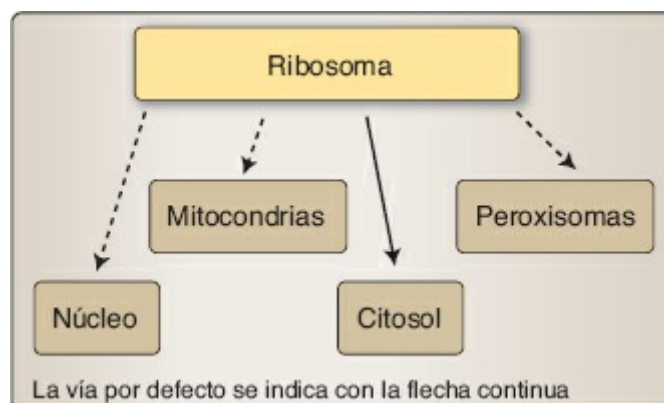 Ribosoma
Mitocondrias
Peroxisomas
Núcleo
Citosol
La vía por defecto se indica con la flecha continua